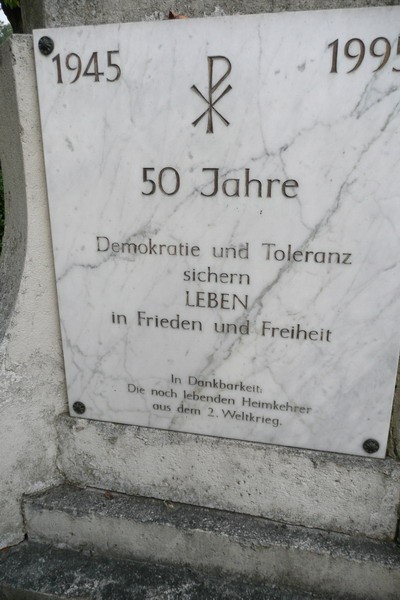 1945 1995
50 Jahre
Demokratie und Toleranz
sichern
LEBEN
in Frieden und Freiheit
In Dankbarkeit:
Die noch lebenden Heimkehrer
aus dem 2. Weltkrieg.